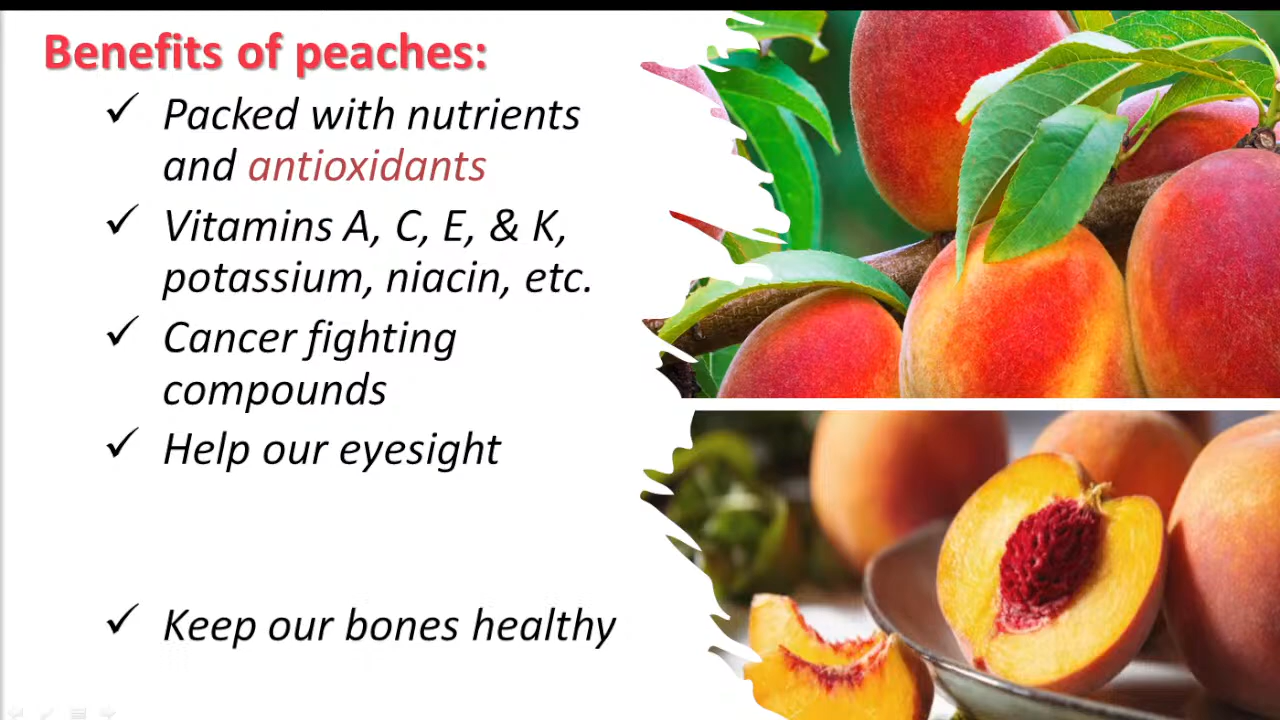 Benefits of peaches:
✓ Packed with nutrients
and antioxidants
✓ Vitamins A, C, E, & K,
potassium, niacin, etc.
✓ Cancer fighting
compounds
✓ Help our eyesight
✓ Keep our bones healthy